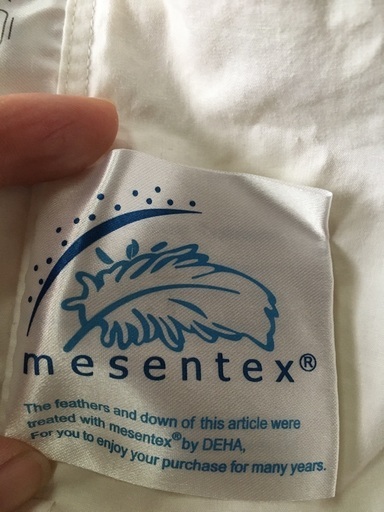 mesentex®
The feathers and down of this article were
treated with mesentex® by DEHA,
For you to enjoy your purchase for many years.